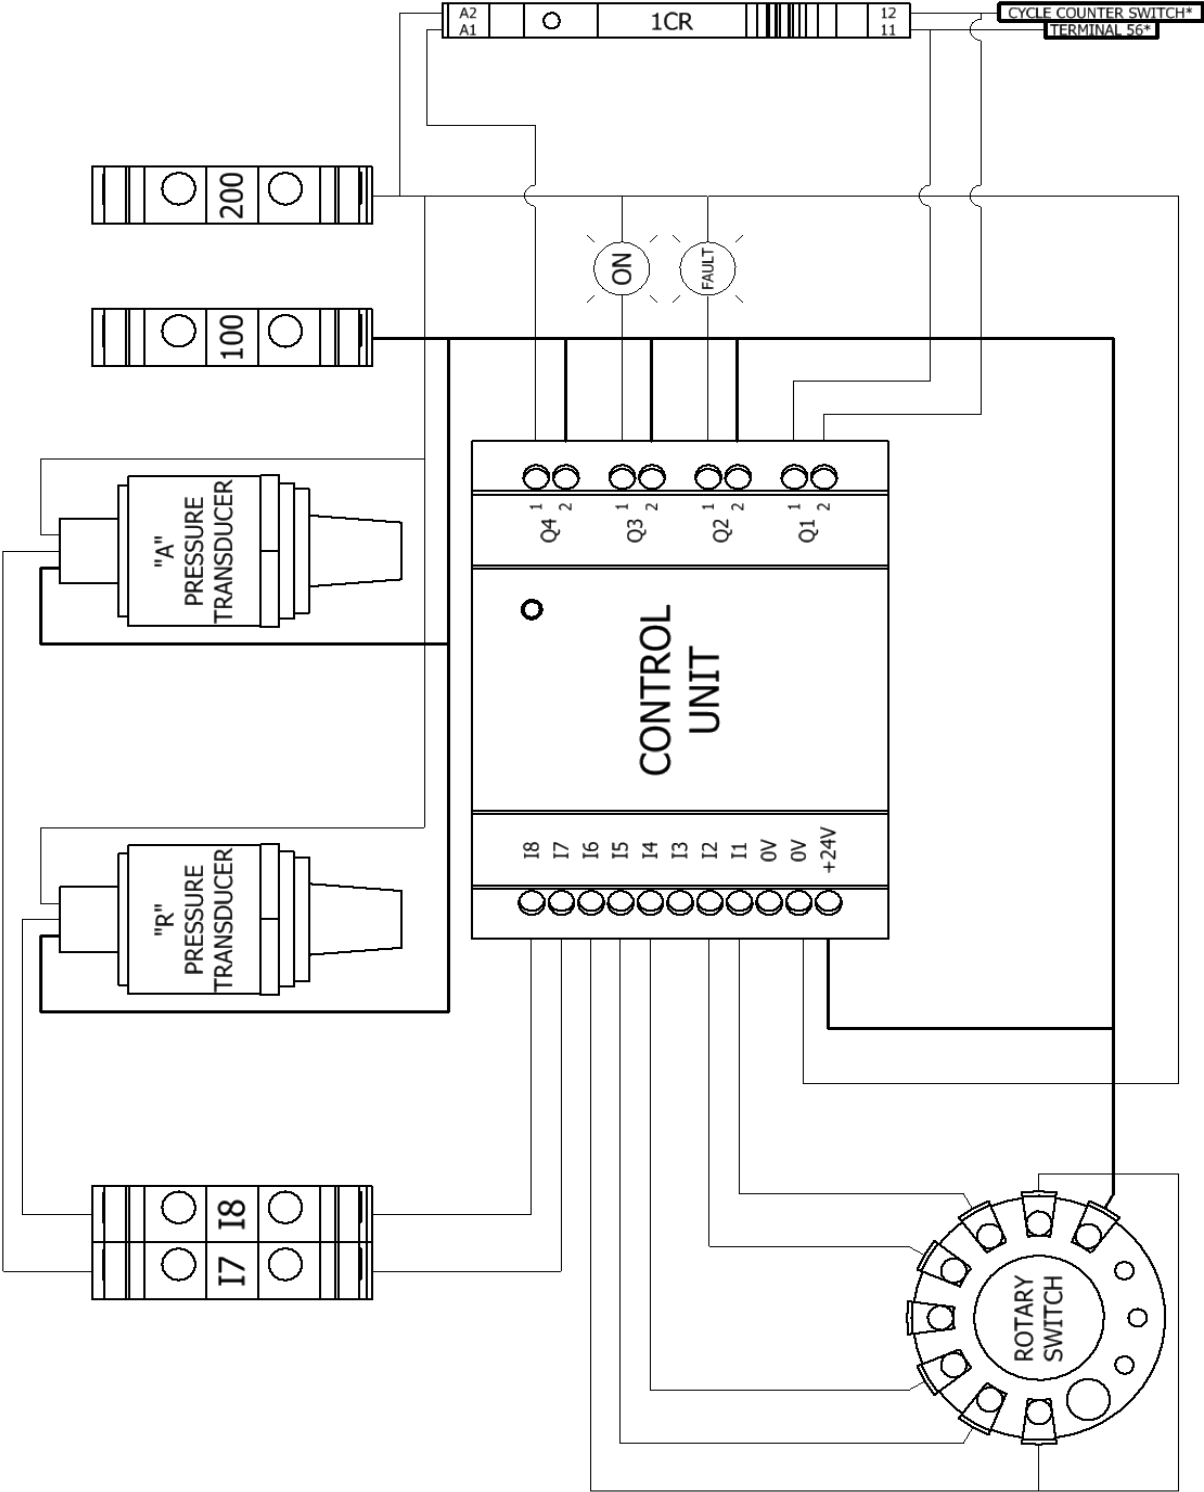 A2
A1
1CR
12
11
CYCLE COUNTER SWITCH*
TERMINAL 56*
200
100
ON
FAULT
"A"
PRESSURE
TRANSDUCER
1 2 1 2 1 2 1 2
Q4 Q3 Q2 Q1
CONTROL
UNIT
I8 I7 I6 I5 I4 I3 I2 I1 0V 0V +24V
"R"
PRESSURE
TRANSDUCER
I8
I7
ROTARY
SWITCH